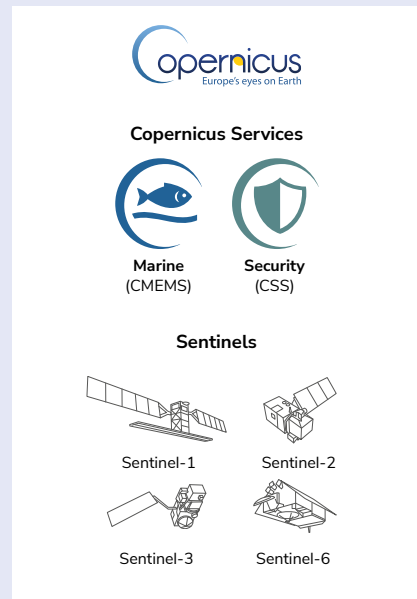 Copernicus
Europe's eyes on Earth
Copernicus Services
Marine Security
(CMEMS) (CSS)
Sentinels
Sentinel-1 Sentinel-2
Sentinel-3 Sentinel-6